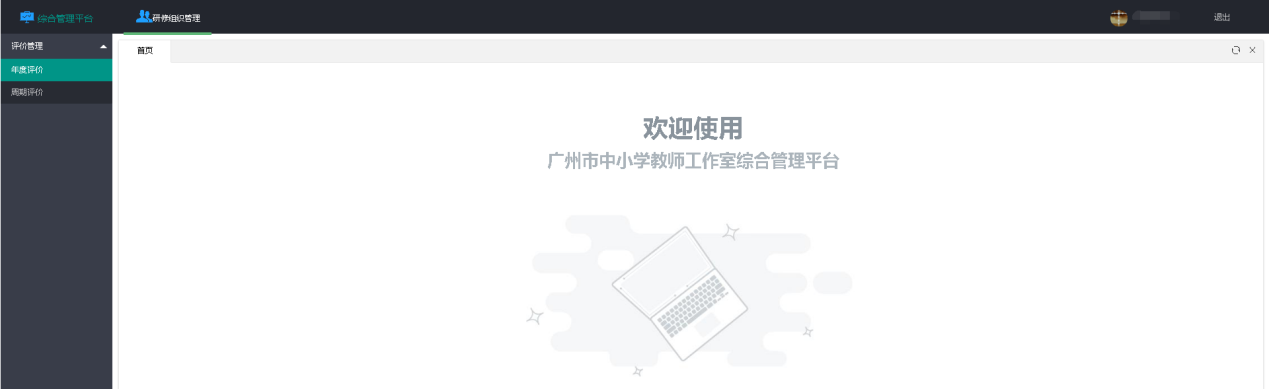 综合管理平台
研修组织管理
退出
评价管理
年度评价
周期评价
首页
欢迎使用
广州市中小学教师工作室综合管理平台